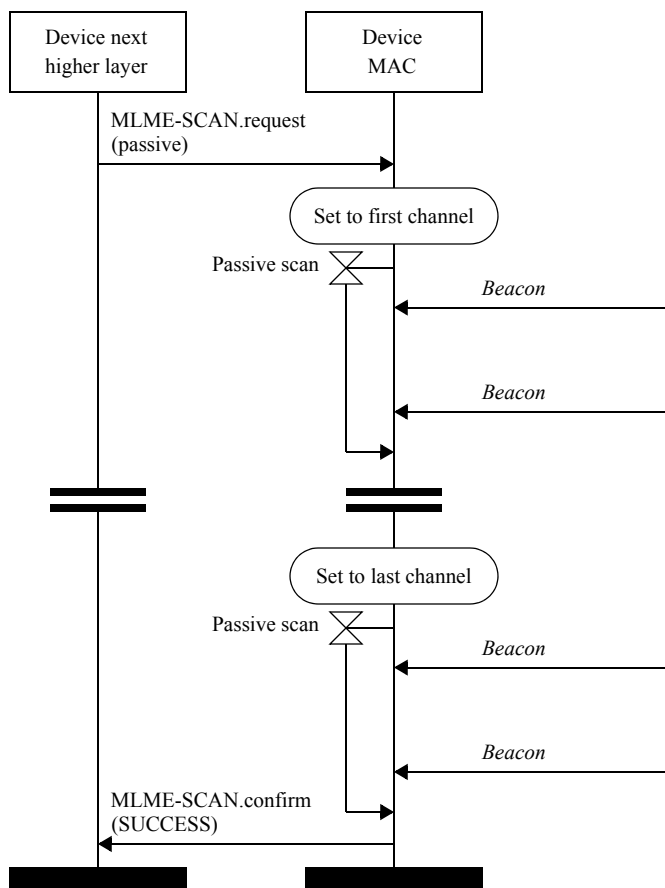 Device next
higher layer
Device
MAC
MLME-SCAN.request
(passive)
Set to first channel
Passive scan
Beacon
Beacon
Set to last channel
Passive scan
Beacon
Beacon
MLME-SCAN.confirm
(SUCCESS)